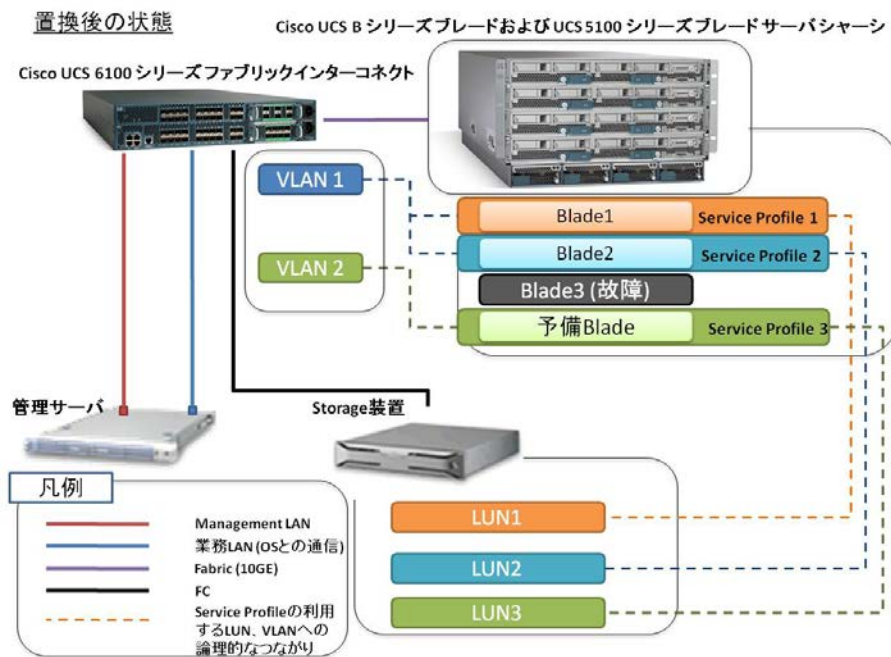 置換後の状態
Cisco UCS B シリーズブレードおよび UCS 5100 シリーズブレード サーバシャーシ
Cisco UCS 6100 シリーズ ファブリックインターコネクト
VLAN 1
VLAN 2
Blade1
Service Profile 1
Blade2
Service Profile 2
Blade3 (故障)
予備Blade
Service Profile 3
管理サーバ
Storage装置
LUN1
LUN2
LUN3
凡例
Management LAN
業務LAN (OSとの通信)
Fabric (10GE)
FC
Service Profileの利用
するLUN、VLANへの
論理的なつながり